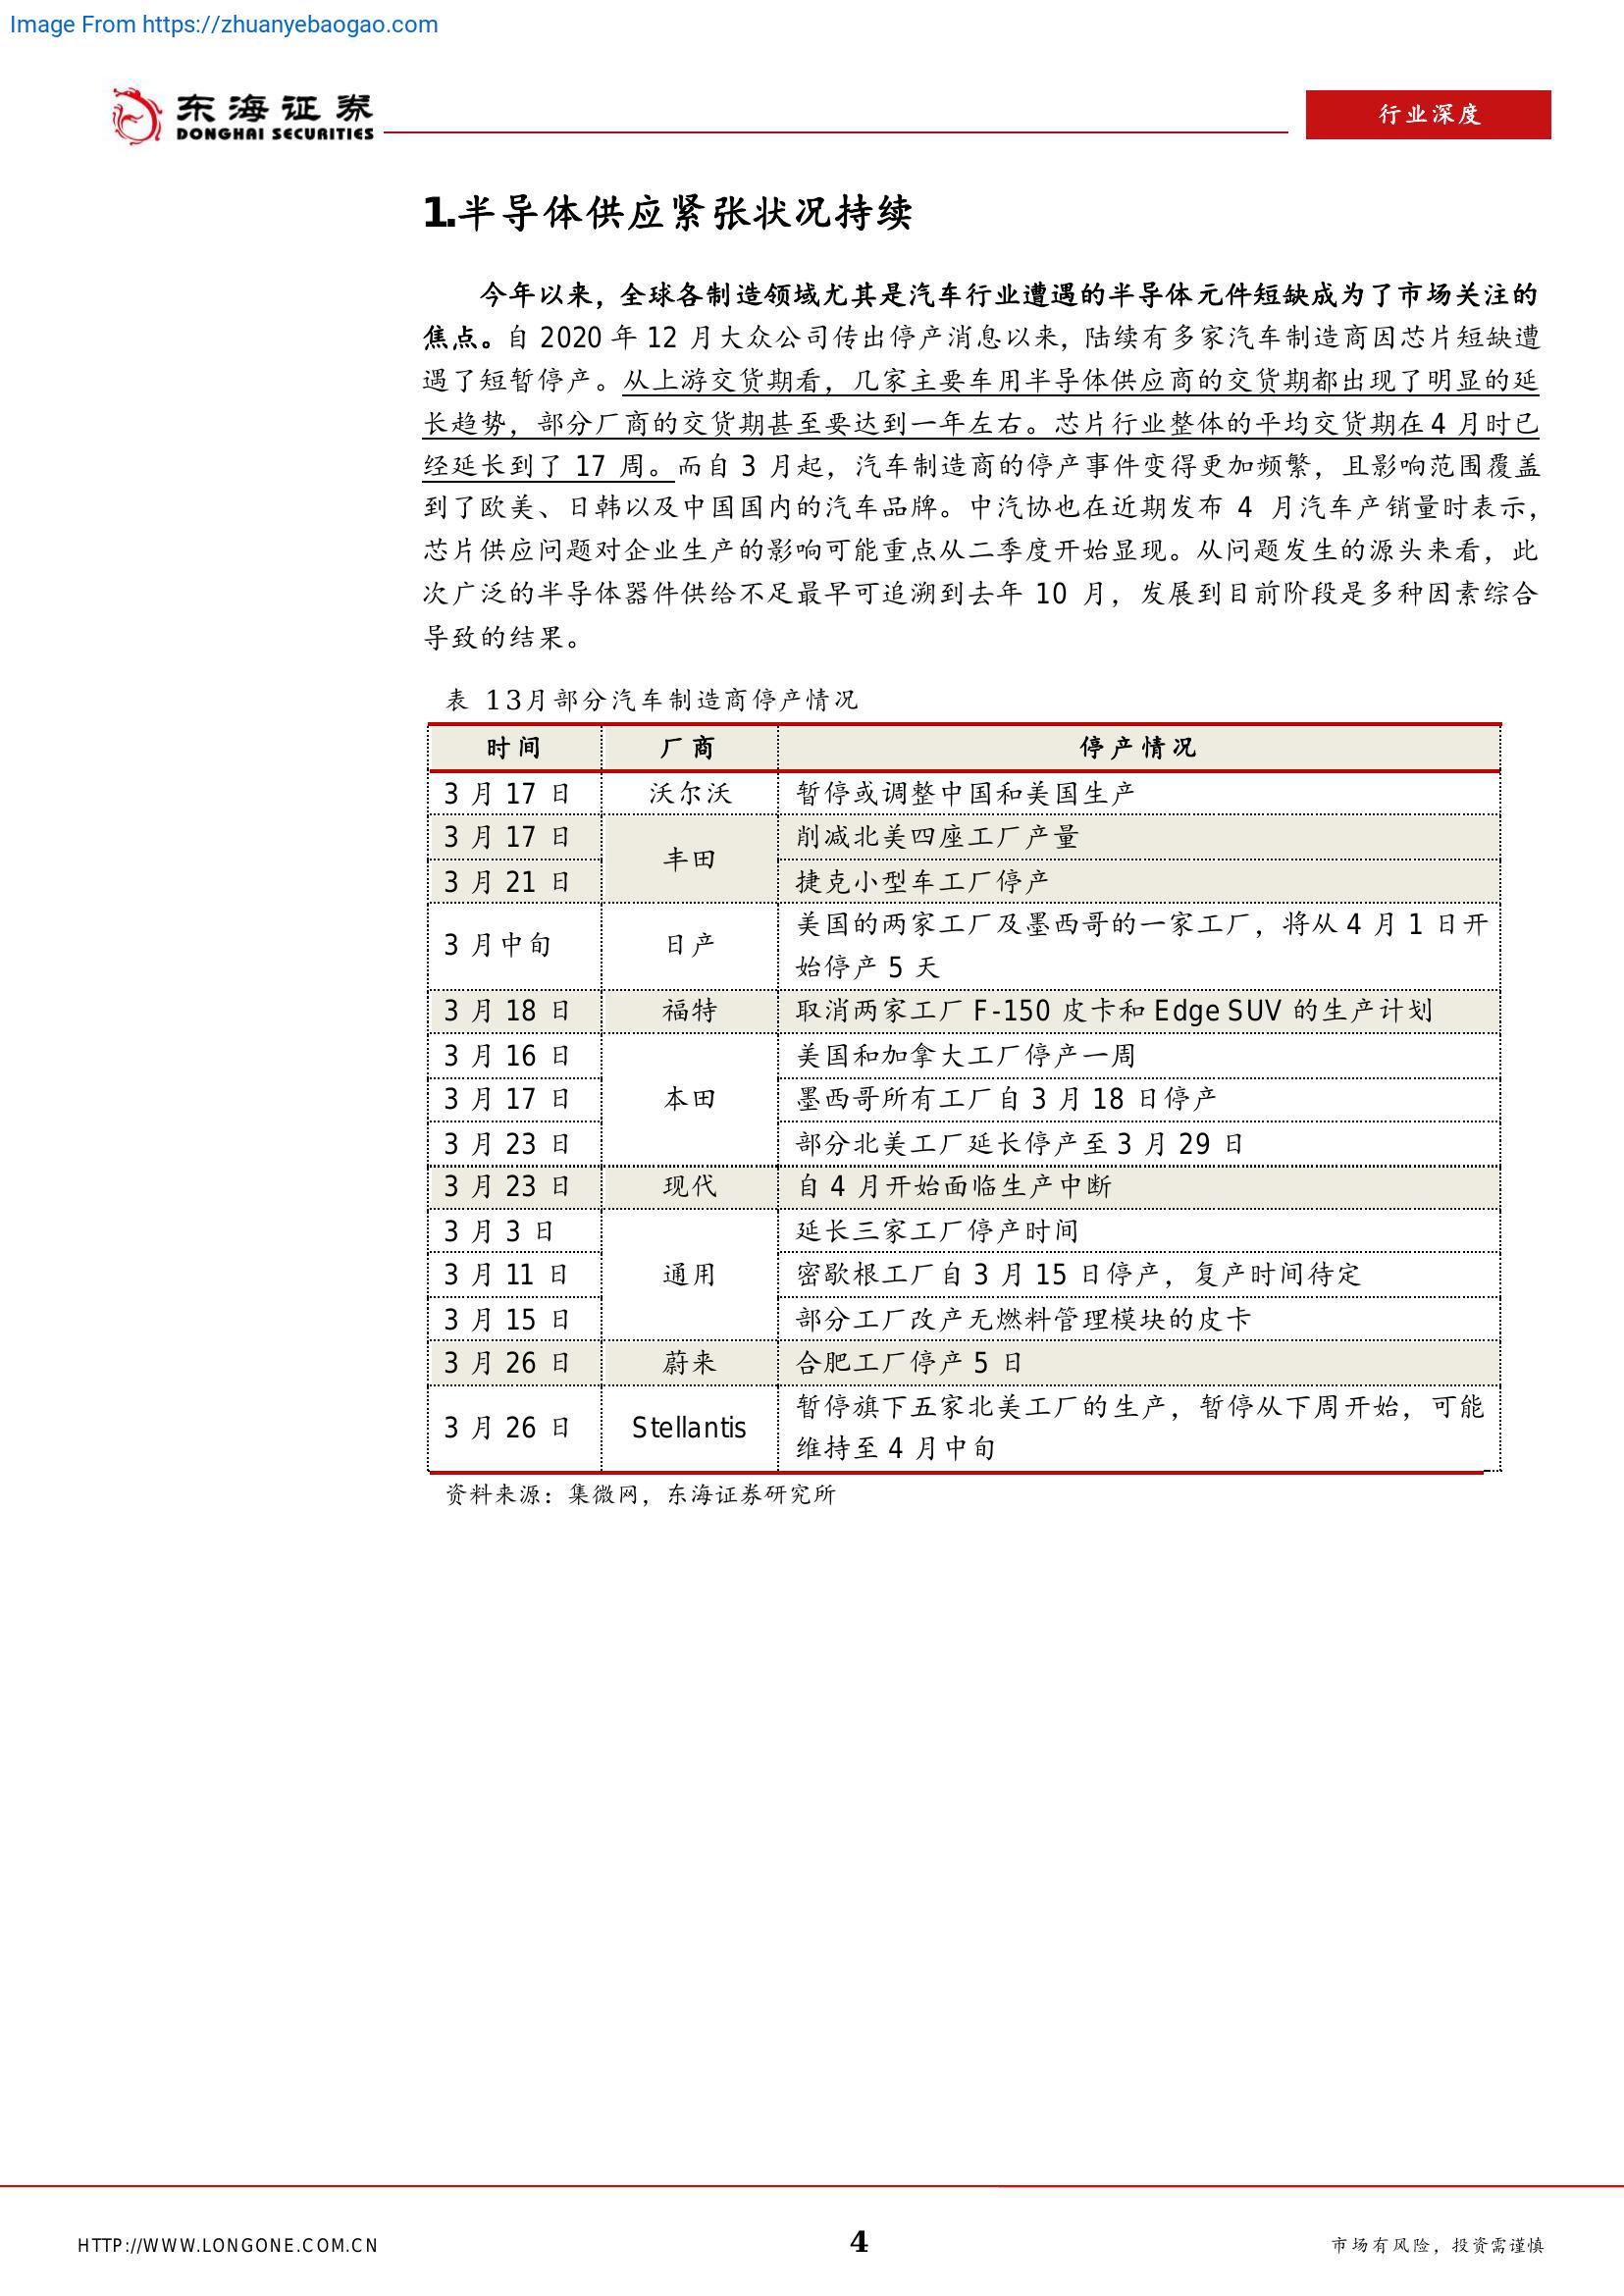 Image From https://zhuanyebaogao.com
东海证券
DONGHAI SECURITIES
行业深度
1.半导体供应紧张状况持续
今年以来，全球各制造领域尤其是汽车行业遭遇的半导体元件短缺成为了市场关注的
焦点。自 2020 年 12 月大众公司传出停产消息以来，陆续有多家汽车制造商因芯片短缺遭
遇了短暂停产。从上游交货期看，几家主要车用半导体供应商的交货期都出现了明显的延
长趋势，部分厂商的交货期甚至要达到一年左右。芯片行业整体的平均交货期在 4 月时已
经延长到了 17 周。而自 3 月起，汽车制造商的停产事件变得更加频繁，且影响范围覆盖
到了欧美、日韩以及中国国内的汽车品牌。中汽协也在近期发布 4 月汽车产销量时表示，
芯片供应问题对企业生产的影响可能重点从二季度开始显现。从问题发生的源头来看，此
次广泛的半导体器件供给不足最早可追溯到去年 10 月，发展到目前阶段是多种因素综合
导致的结果。
表 13月部分汽车制造商停产情况
时间 厂商 停产情况
3 月 17 日 沃尔沃 暂停或调整中国和美国生产
3 月 17 日 丰田 削减北美四座工厂产量
3 月 21 日 捷克小型车工厂停产
3 月中旬 日产 美国的两家工厂及墨西哥的一家工厂，将从 4 月 1 日开
始停产 5 天
3 月 18 日 福特 取消两家工厂 F-150 皮卡和 Edge SUV 的生产计划
3 月 16 日 美国和加拿大工厂停产一周
3 月 17 日 本田 墨西哥所有工厂自 3 月 18 日停产
3 月 23 日 部分北美工厂延长停产至 3 月 29 日
3 月 23 日 现代 自 4 月开始面临生产中断
3 月 3 日 延长三家工厂停产时间
3 月 11 日 通用 密歇根工厂自 3 月 15 日停产，复产时间待定
3 月 15 日 部分工厂改产无燃料管理模块的皮卡
3 月 26 日 蔚来 合肥工厂停产 5 日
3 月 26 日 Stellantis 暂停旗下五家北美工厂的生产，暂停从下周开始，可能
维持至 4 月中旬
资料来源：集微网，东海证券研究所
HTTP://WWW.LONGONE.COM.CN
4
市场有风险，投资需谨慎